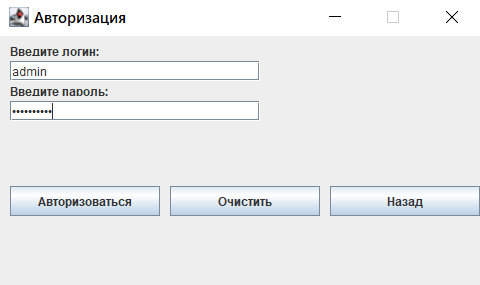 Авторизация
Введите логин:
admin
Введите пароль:
••••••••••
Авторизоваться Очистить Назад